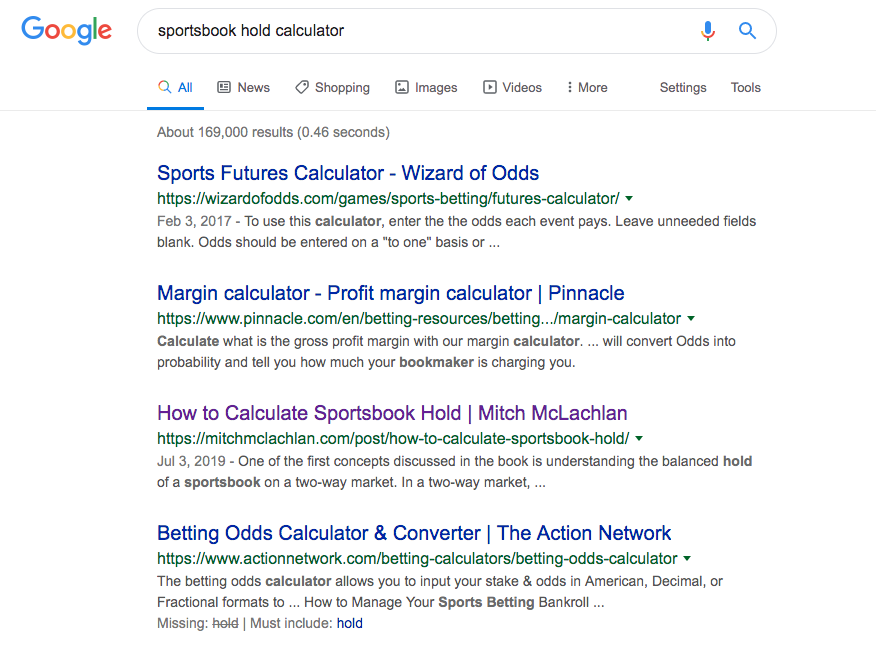 Google
sportsbook hold calculator
All News Shopping Images Videos More Settings Tools
About 169,000 results (0.46 seconds)
Sports Futures Calculator - Wizard of Odds
https://wizardofodds.com/games/sports-betting/futures-calculator/
Feb 3, 2017 - To use this calculator, enter the the odds each event pays. Leave unneeded fields
blank. Odds should be entered on a "to one" basis or ...
Margin calculator - Profit margin calculator | Pinnacle
https://www.pinnacle.com/en/betting-resources/betting.../margin-calculator
Calculate what is the gross profit margin with our margin calculator. ... will convert Odds into
probability and tell you how much your bookmaker is charging you.
How to Calculate Sportsbook Hold | Mitch McLachlan
https://mitchmclachlan.com/post/how-to-calculate-sportsbook-hold/
Jul 3, 2019 - One of the first concepts discussed in the book is understanding the balanced hold
of a sportsbook on a two-way market. In a two-way market, ...
Betting Odds Calculator & Converter | The Action Network
https://www.actionnetwork.com/betting-calculators/betting-odds-calculator
The betting odds calculator allows you to input your stake & odds in American, Decimal, or
Fractional formats to ... How to Manage Your Sports Betting Bankroll ...
Missing: hold | Must include: hold